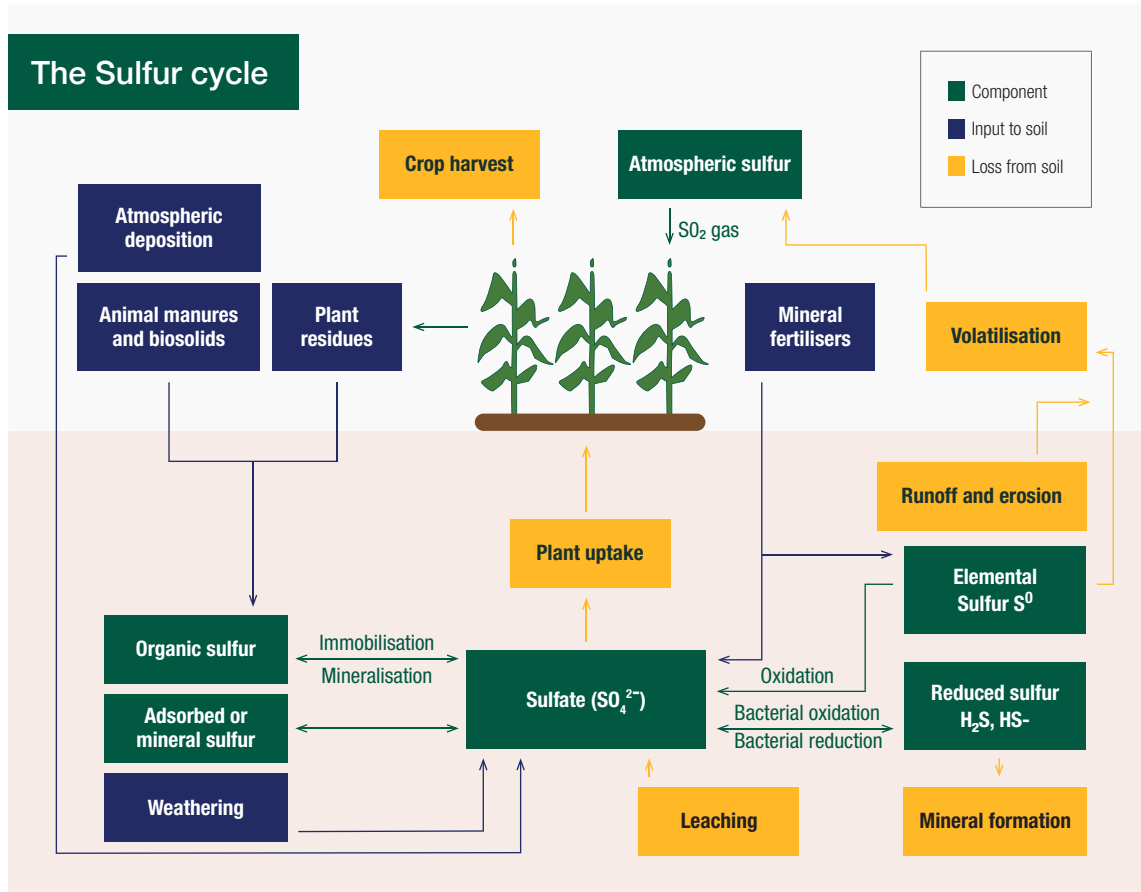 The Sulfur cycle
Component
Input to soil
Loss from soil
Crop harvest
Atmospheric sulfur
SO₂ gas
Atmospheric
deposition
Animal manures
and biosolids
Plant
residues
Mineral
fertilisers
Volatilisation
Runoff and erosion
Plant uptake
Elemental
Sulfur S⁰
Organic sulfur
Immobilisation
Mineralisation
Sulfate (SO₄²⁻)
Oxidation
Reduced sulfur
H₂S, HS-
Adsorbed or
mineral sulfur
Bacterial oxidation
Bacterial reduction
Weathering
Leaching
Mineral formation